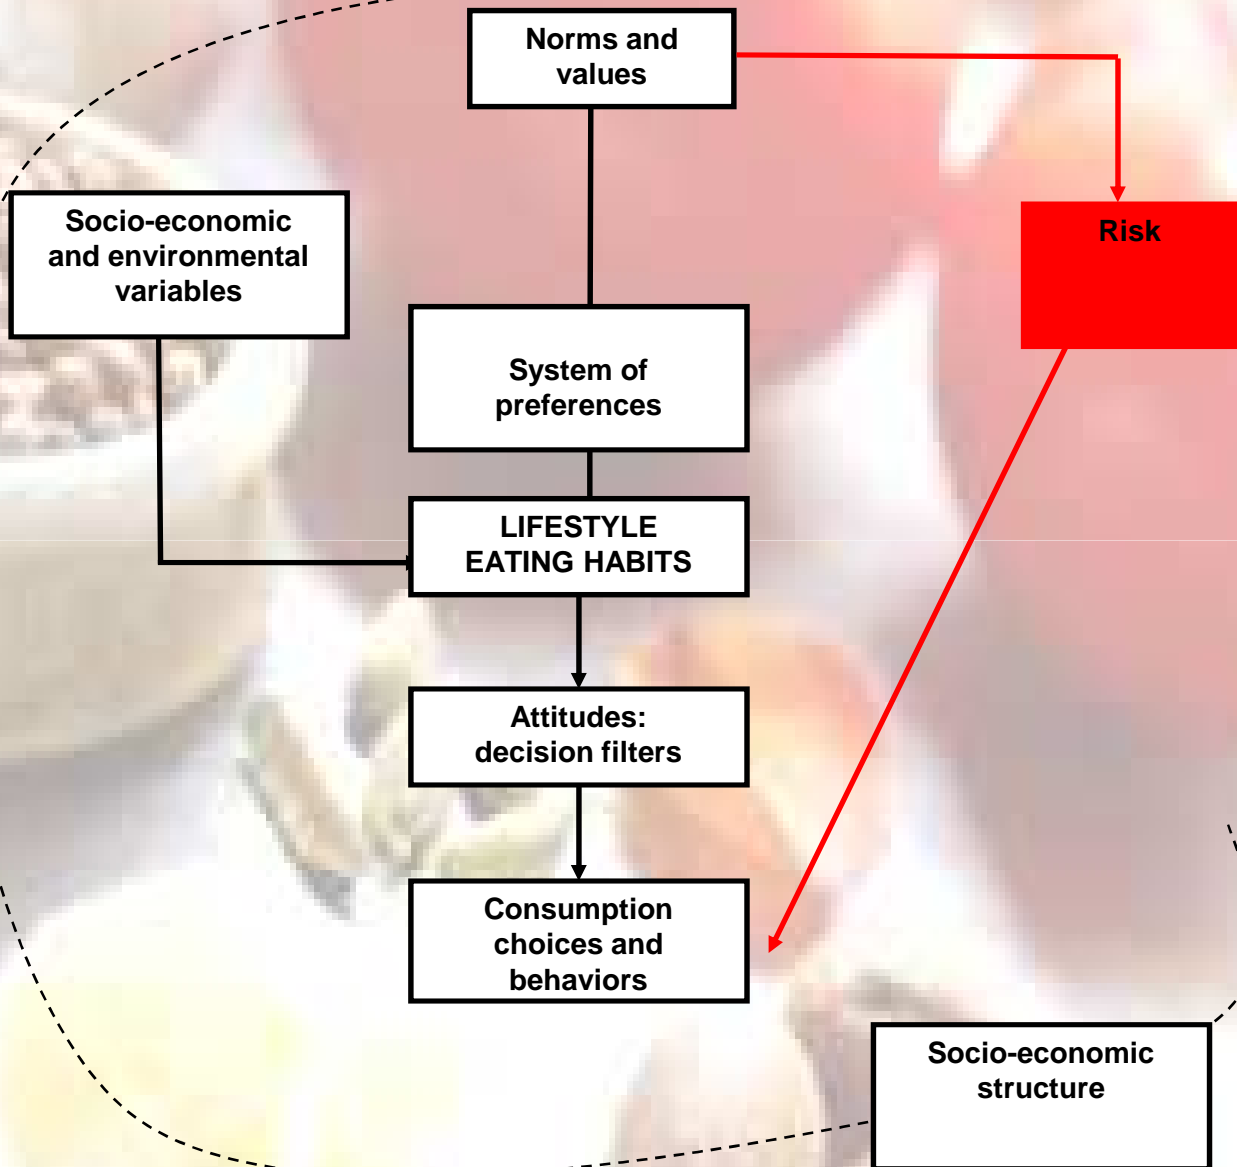 Norms and
values
Socio-economic
and environmental
variables
Risk
System of
preferences
LIFESTYLE
EATING HABITS
Attitudes:
decision filters
Consumption
choices and
behaviors
Socio-economic
structure